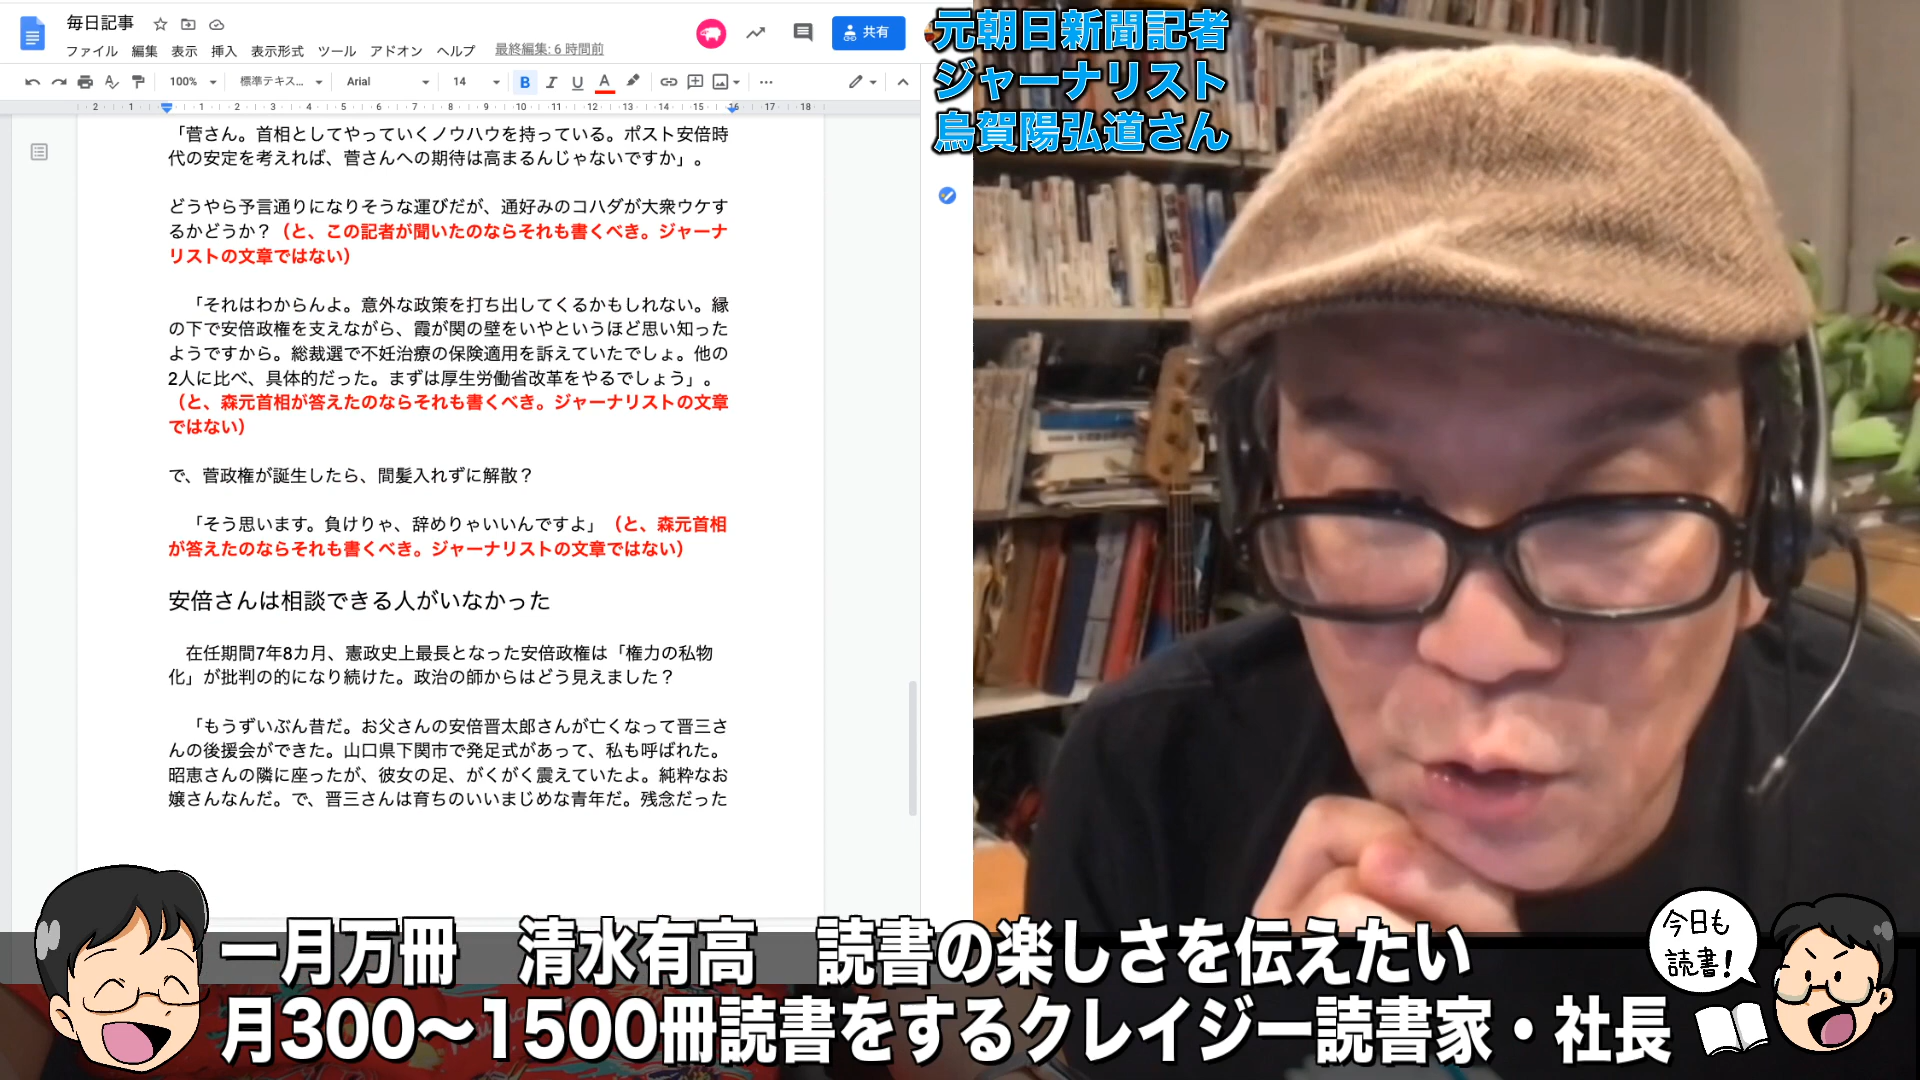 毎日記事
ファイル 編集 表示 挿入 表示形式 ツール アドオン ヘルプ 最終編集: 6 時間前
共有
100% 標準テキス... Arial 14 B I U A
2 1 1 2 3 4 5 6 7 8 9 10 11 12 13 14 15 16 17 18
「菅さん。首相としてやっていくノウハウを持っている。ポスト安倍時
代の安定を考えれば、菅さんへの期待は高まるんじゃないですか」。
どうやら予言通りになりそうな運びだが、通好みのコハダが大衆ウケす
るかどうか？（と、この記者が聞いたのならそれも書くべき。ジャーナ
リストの文章ではない）
「それはわからんよ。意外な政策を打ち出してくるかもしれない。縁
の下で安倍政権を支えながら、霞が関の壁をいやというほど思い知った
ようですから。総裁選で不妊治療の保険適用を訴えていたでしょ。他の
2人に比べ、具体的だった。まずは厚生労働省改革をやるでしょう」。
（と、森元首相が答えたのならそれも書くべき。ジャーナリストの文章
ではない）
で、菅政権が誕生したら、間髪入れずに解散？
「そう思います。負けりゃ、辞めりゃいいんですよ」（と、森元首相
が答えたのならそれも書くべき。ジャーナリストの文章ではない）
安倍さんは相談できる人がいなかった
在任期間7年8カ月、憲政史上最長となった安倍政権は「権力の私物
化」が批判の的になり続けた。政治の師からはどう見えました？
「もうずいぶん昔だ。お父さんの安倍晋太郎さんが亡くなって晋三さ
んの後援会ができた。山口県下関市で発足式があって、私も呼ばれた。
昭恵さんの隣に座ったが、彼女の足、がくがく震えていたよ。純粋なお
嬢さんなんだ。で、晋三さんは育ちのいいまじめな青年だ。残念だった
元朝日新聞記者
ジャーナリスト
烏賀陽弘道さん
一月万冊 清水有高 読書の楽しさを伝えたい
月300〜1500冊読書をするクレイジー読書家・社長
今日も
読書！